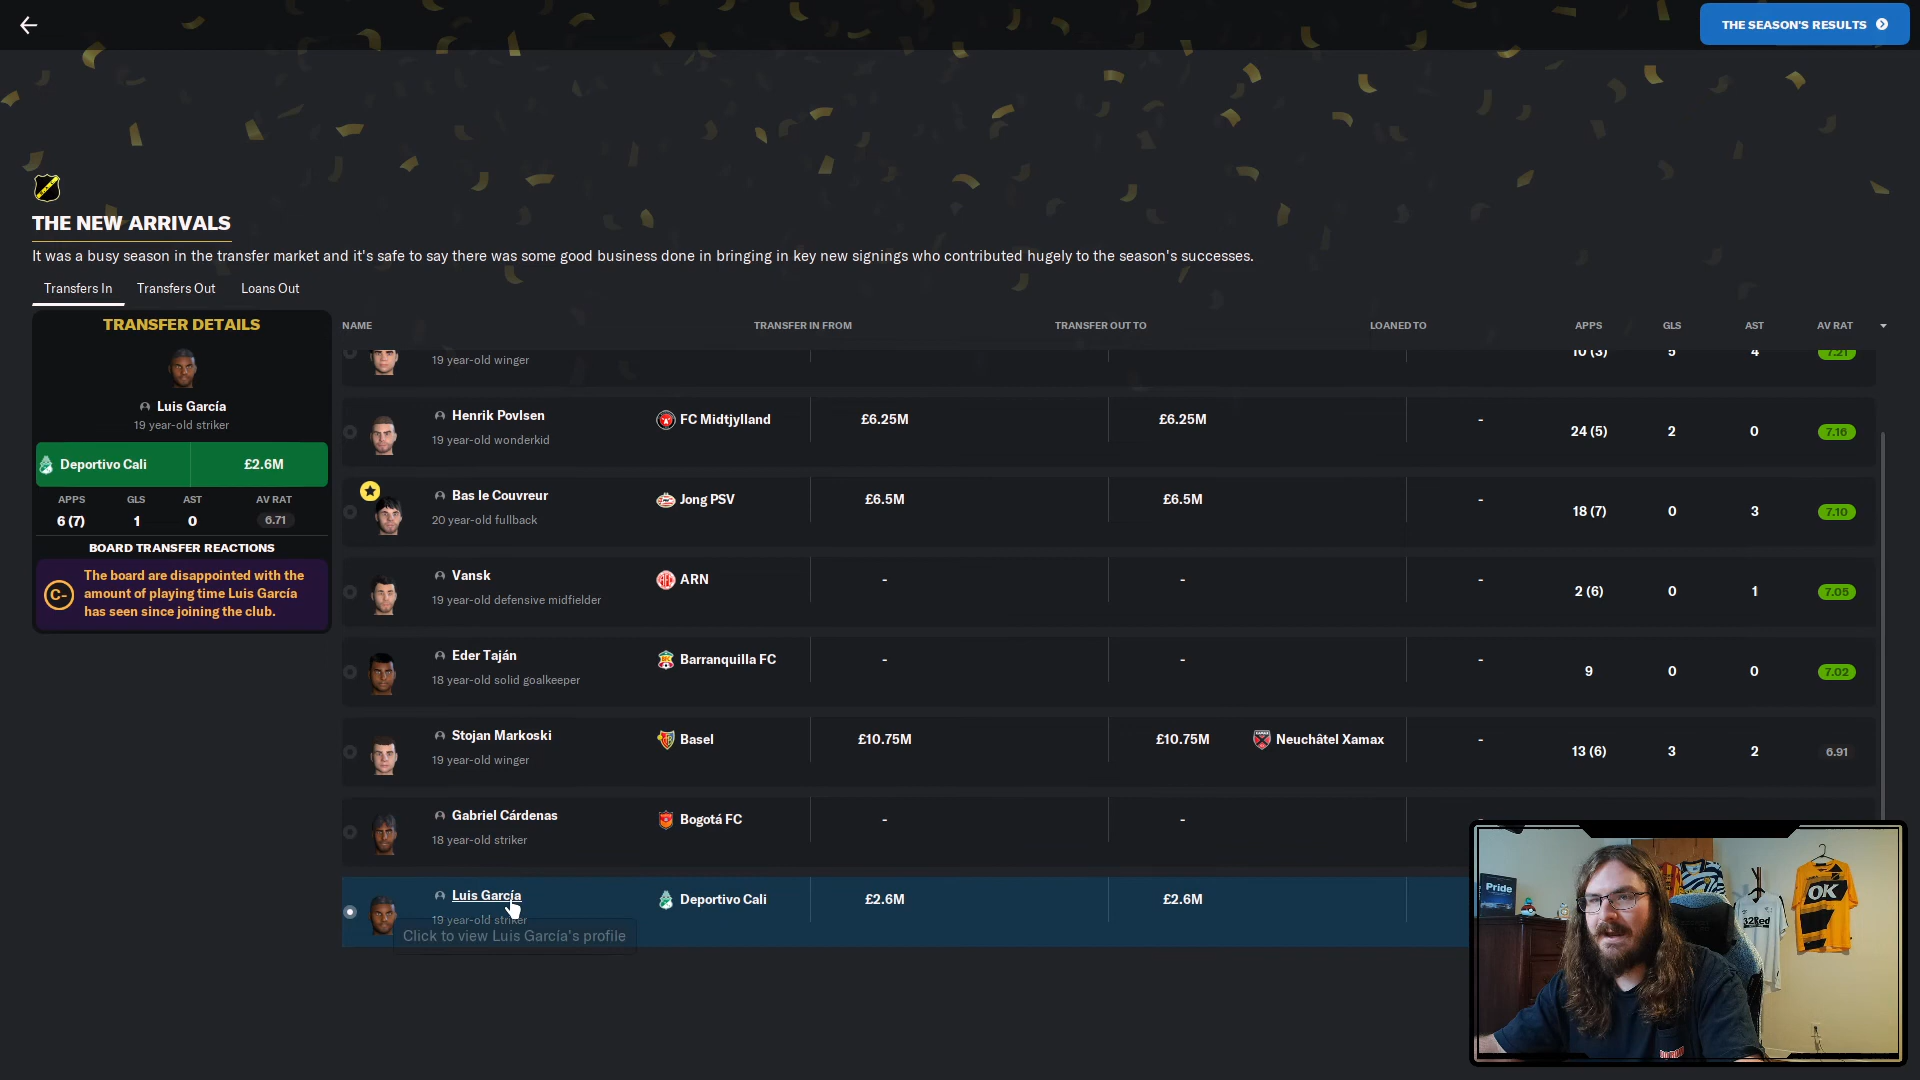 THE SEASON'S RESULTS
THE NEW ARRIVALS
It was a busy season in the transfer market and it's safe to say there was some good business done in bringing in key new signings who contributed hugely to the season's successes.
Transfers In Transfers Out Loans Out
TRANSFER DETAILS
Luis García
19 year-old striker
Deportivo Cali £2.6M
APPS GLS AST AV RAT
6 (7) 1 0 6.71
BOARD TRANSFER REACTIONS
C-
The board are disappointed with the
amount of playing time Luis García
has seen since joining the club.
NAME TRANSFER IN FROM TRANSFER OUT TO LOANED TO APPS GLS AST AV RAT
19 year-old winger 10 (3) 5 4 7.21
Henrik Povlsen FC Midtjylland £6.25M £6.25M -
19 year-old wonderkid 24 (5) 2 0 7.16
Bas le Couvreur Jong PSV £6.5M £6.5M -
20 year-old fullback 18 (7) 0 3 7.10
Vansk ARN - - -
19 year-old defensive midfielder 2 (6) 0 1 7.05
Eder Taján Barranquilla FC - - -
18 year-old solid goalkeeper 9 0 0 7.02
Stojan Markoski Basel £10.75M £10.75M Neuchâtel Xamax -
19 year-old winger 13 (6) 3 2 6.91
Gabriel Cárdenas Bogotá FC - - -
18 year-old striker
Luis García Deportivo Cali £2.6M £2.6M
19 year-old striker
Click to view Luis García's profile
Pride
32Red
OK